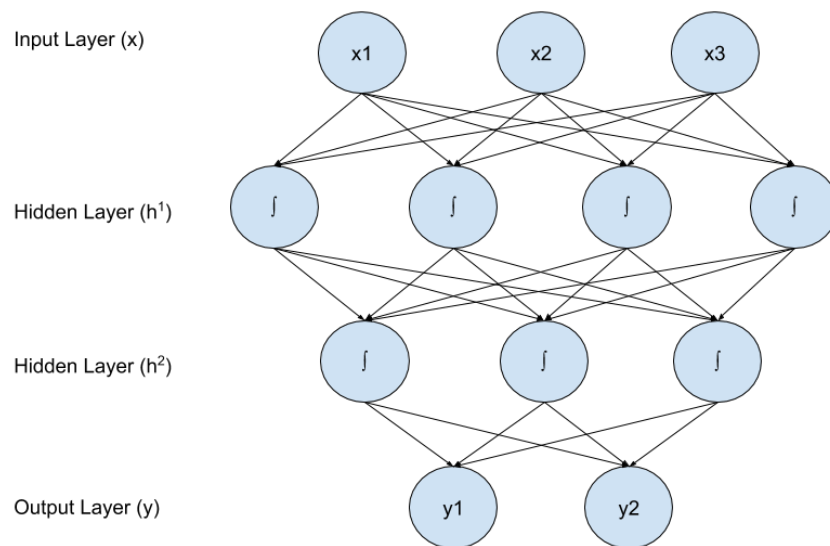 Input Layer (x)
x1 x2 x3
Hidden Layer (h¹)
∫ ∫ ∫ ∫
Hidden Layer (h²)
∫ ∫ ∫
Output Layer (y)
y1 y2